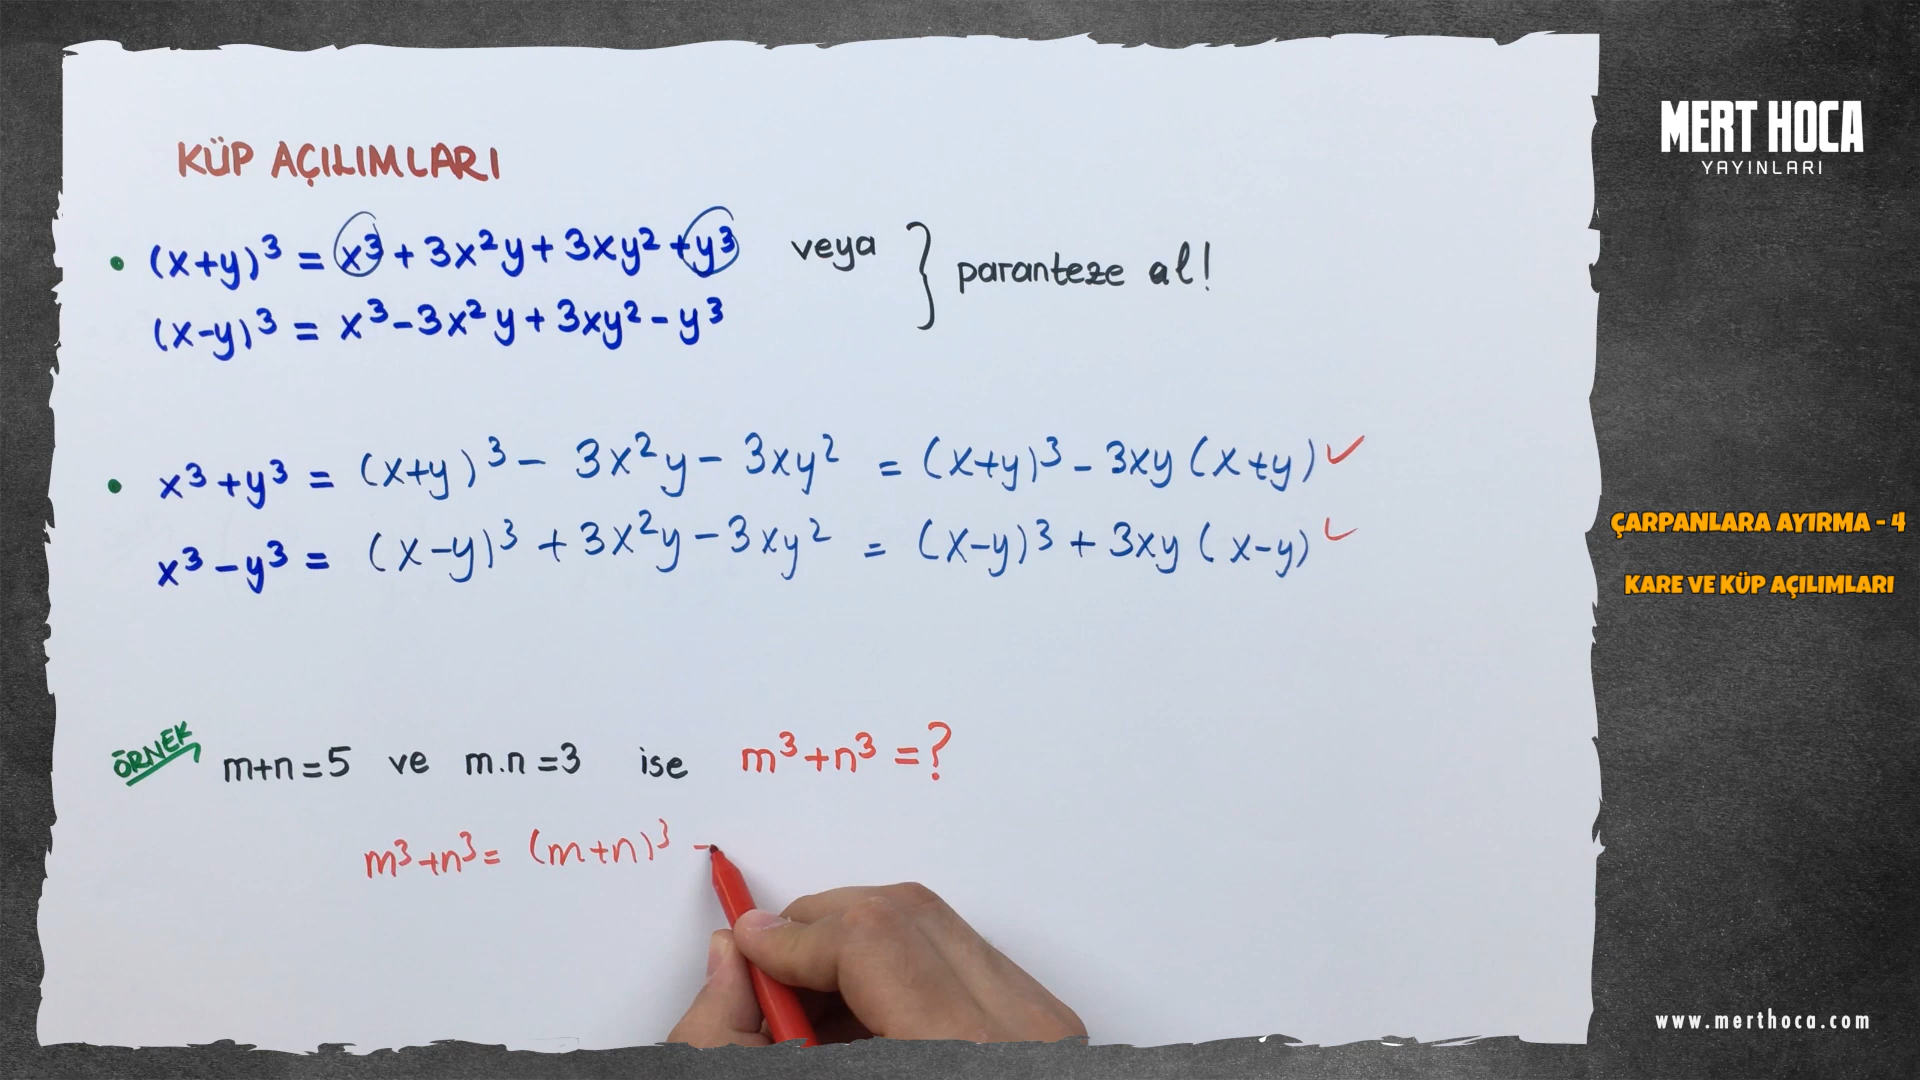 KÜP AÇILIMLARI
• (x+y)³ = x³ + 3x²y + 3xy² + y³ veya } paranteze al!
(x-y)³ = x³ - 3x²y + 3xy² - y³
• x³+y³ = (x+y)³ - 3x²y - 3xy² = (x+y)³ - 3xy (x+y) ✓
x³-y³ = (x-y)³ + 3x²y - 3xy² = (x-y)³ + 3xy (x-y) ✓
ÖRNEK m+n=5 ve m.n=3 ise m³+n³=?
m³+n³= (m+n)³ -
MERT HOCA
YAYINLARI
ÇARPANLARA AYIRMA - 4
KARE VE KÜP AÇILIMLARI
www.merthoca.com